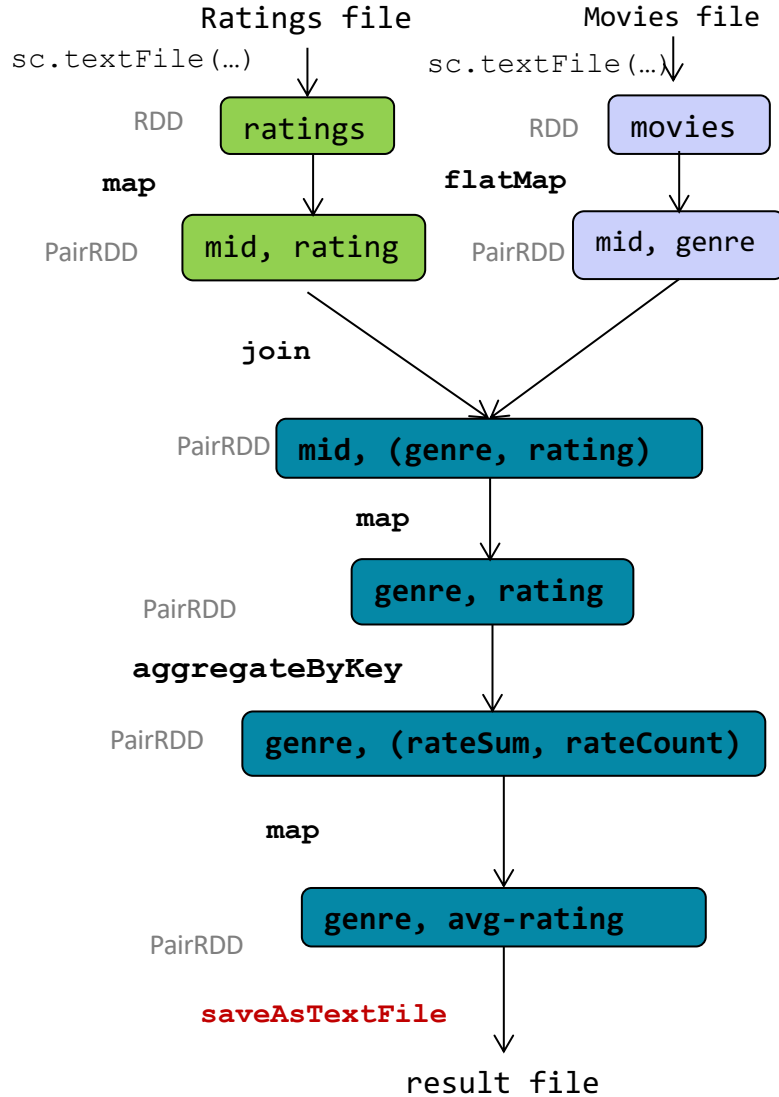 Ratings file
Movies file
sc.textFile(…)
sc.textFile(…)
RDD
ratings
RDD
movies
map
flatMap
PairRDD
mid, rating
PairRDD
mid, genre
join
PairRDD
mid, (genre, rating)
map
PairRDD
genre, rating
aggregateByKey
PairRDD
genre, (rateSum, rateCount)
map
PairRDD
genre, avg-rating
saveAsTextFile
result file